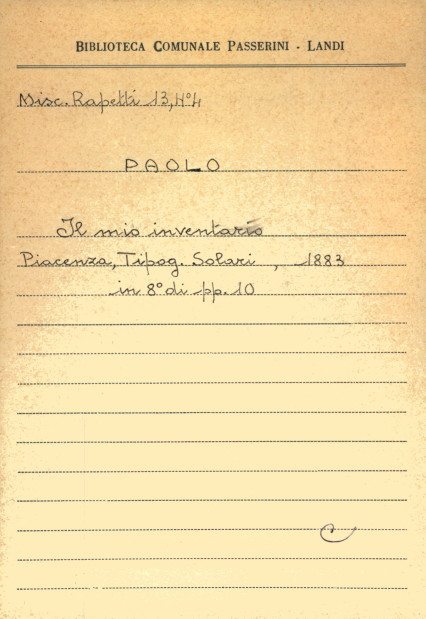 BIBLIOTECA COMUNALE PASSERINI - LANDI
Misc. Rapetti 13, N° 4
PAOLO
Il mio inventario
Piacenza, Tipog. Solari, 1883
in 8° di pp. 10